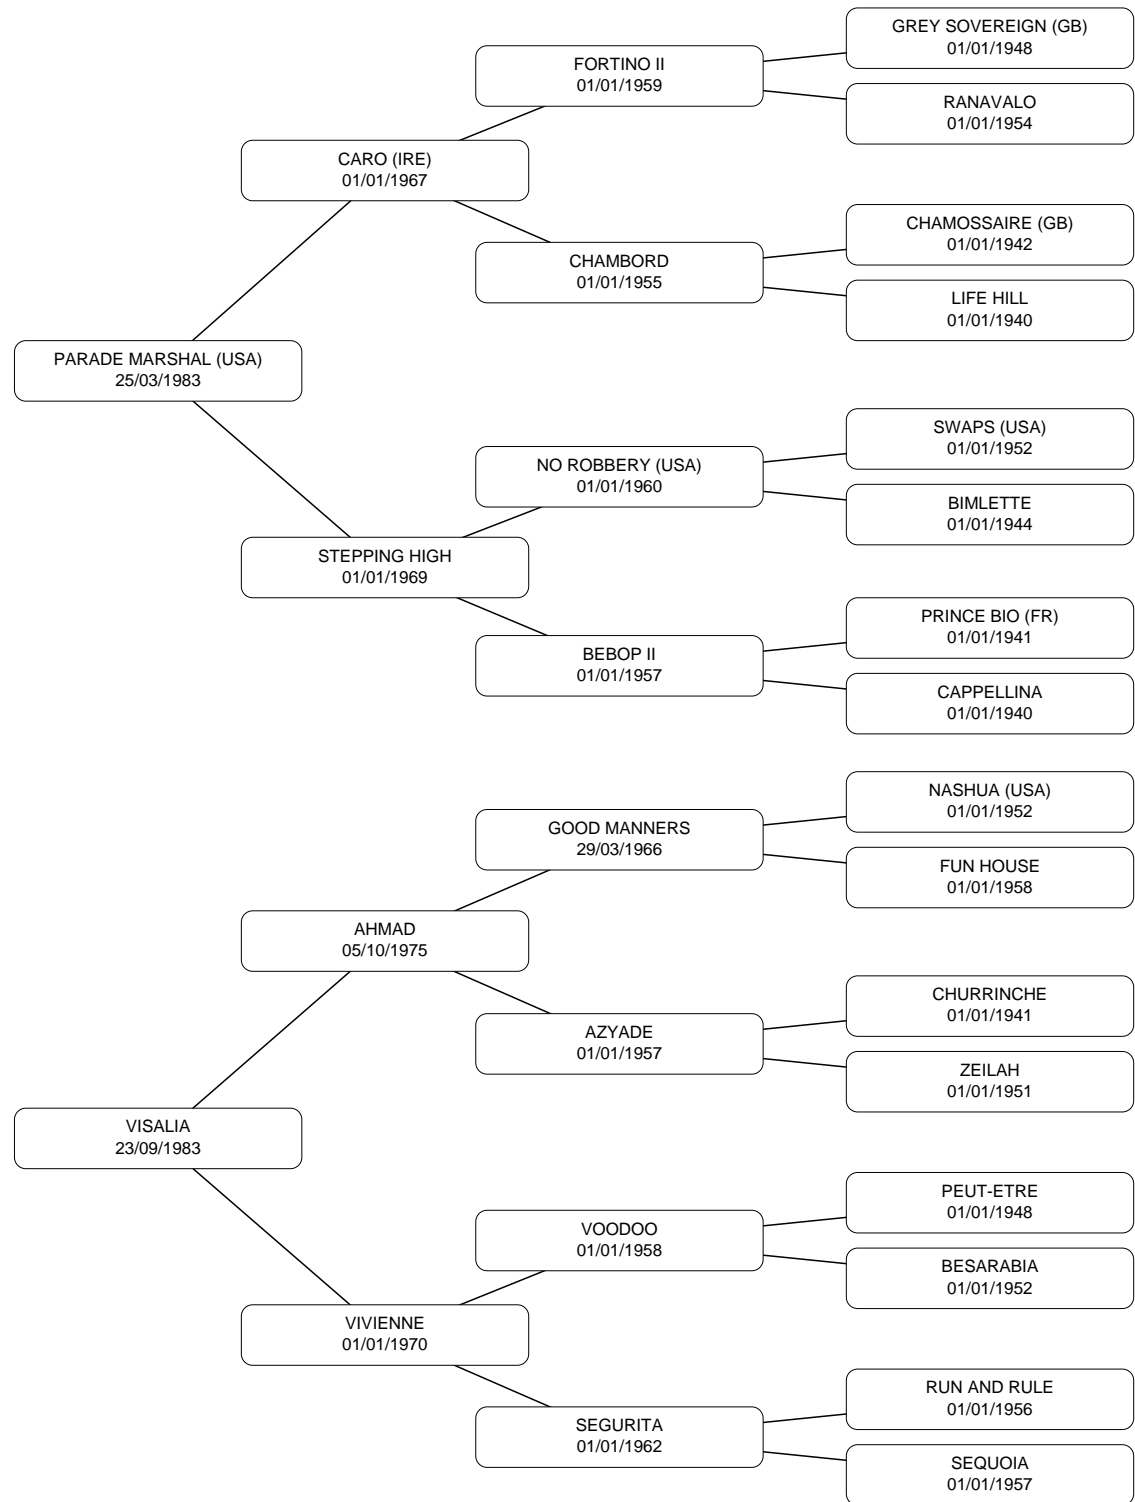 GREY SOVEREIGN (GB)
01/01/1948
FORTINO II
01/01/1959
RANAVALO
01/01/1954
CARO (IRE)
01/01/1967
CHAMOSSAIRE (GB)
01/01/1942
CHAMBORD
01/01/1955
LIFE HILL
01/01/1940
PARADE MARSHAL (USA)
25/03/1983
SWAPS (USA)
01/01/1952
NO ROBBERY (USA)
01/01/1960
BIMLETTE
01/01/1944
STEPPING HIGH
01/01/1969
PRINCE BIO (FR)
01/01/1941
BEBOP II
01/01/1957
CAPPELLINA
01/01/1940
NASHUA (USA)
01/01/1952
GOOD MANNERS
29/03/1966
FUN HOUSE
01/01/1958
AHMAD
05/10/1975
CHURRINCHE
01/01/1941
AZYADE
01/01/1957
ZEILAH
01/01/1951
VISALIA
23/09/1983
PEUT-ETRE
01/01/1948
VOODOO
01/01/1958
BESARABIA
01/01/1952
VIVIENNE
01/01/1970
RUN AND RULE
01/01/1956
SEGURITA
01/01/1962
SEQUOIA
01/01/1957